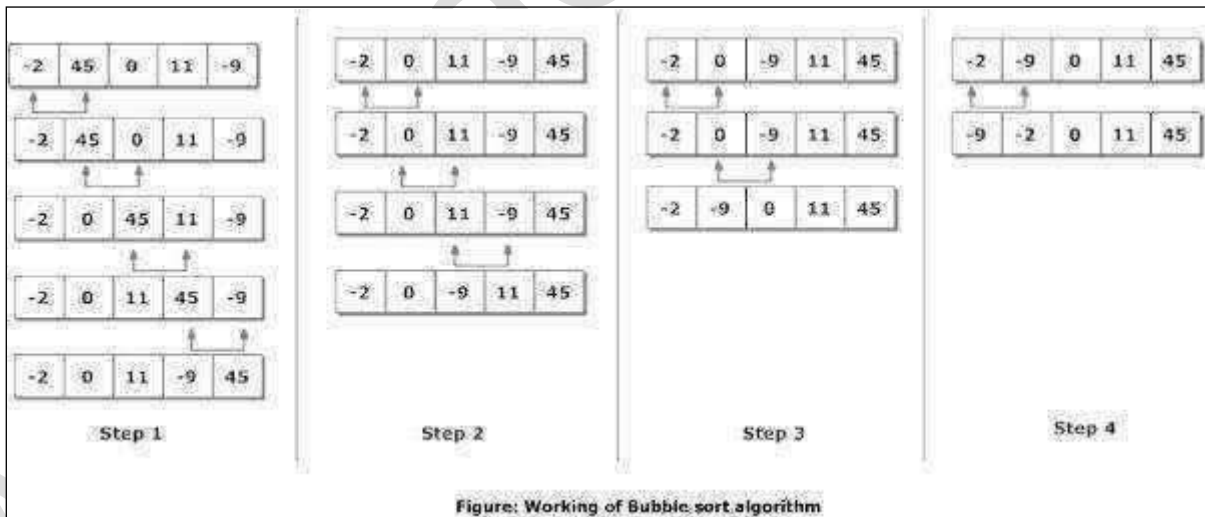 -2 45 0 11 -9
-2 45 0 11 -9
-2 0 45 11 -9
-2 0 11 45 -9
-2 0 11 -9 45
Step 1
-2 0 11 -9 45
-2 0 11 -9 45
-2 0 11 -9 45
-2 0 -9 11 45
Step 2
-2 0 -9 11 45
-2 0 -9 11 45
-2 -9 0 11 45
Step 3
-2 -9 0 11 45
-9 -2 0 11 45
Step 4
Figure: Working of Bubble sort algorithm